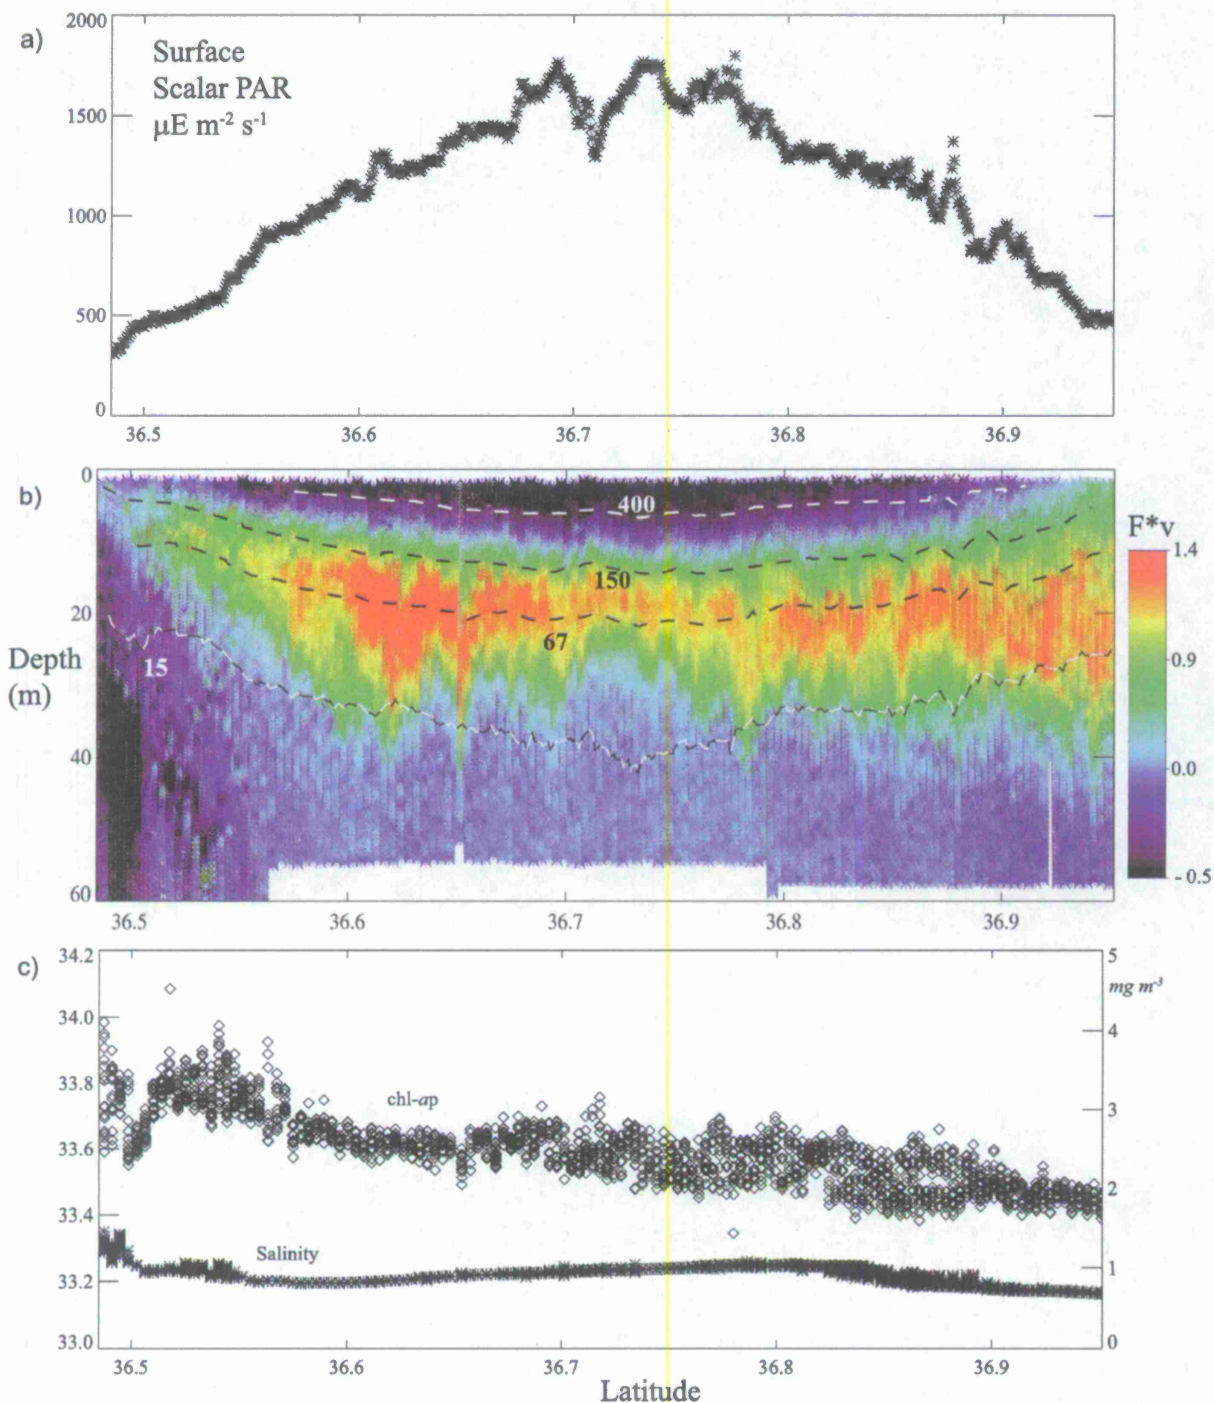 a)
2000
1500
1000
500
0
Surface
Scalar PAR
μE m⁻² s⁻¹
36.5 36.6 36.7 36.8 36.9
b)
0
20
40
60
Depth
(m)
400
150
67
15
F*v
1.4
0.9
0.0
- 0.5
36.5 36.6 36.7 36.8 36.9
c)
34.2
34.0
33.8
33.6
33.4
33.2
33.0
chl-ap
Salinity
5
mg m⁻³
4
3
2
1
0
36.5 36.6 36.7 36.8 36.9
Latitude